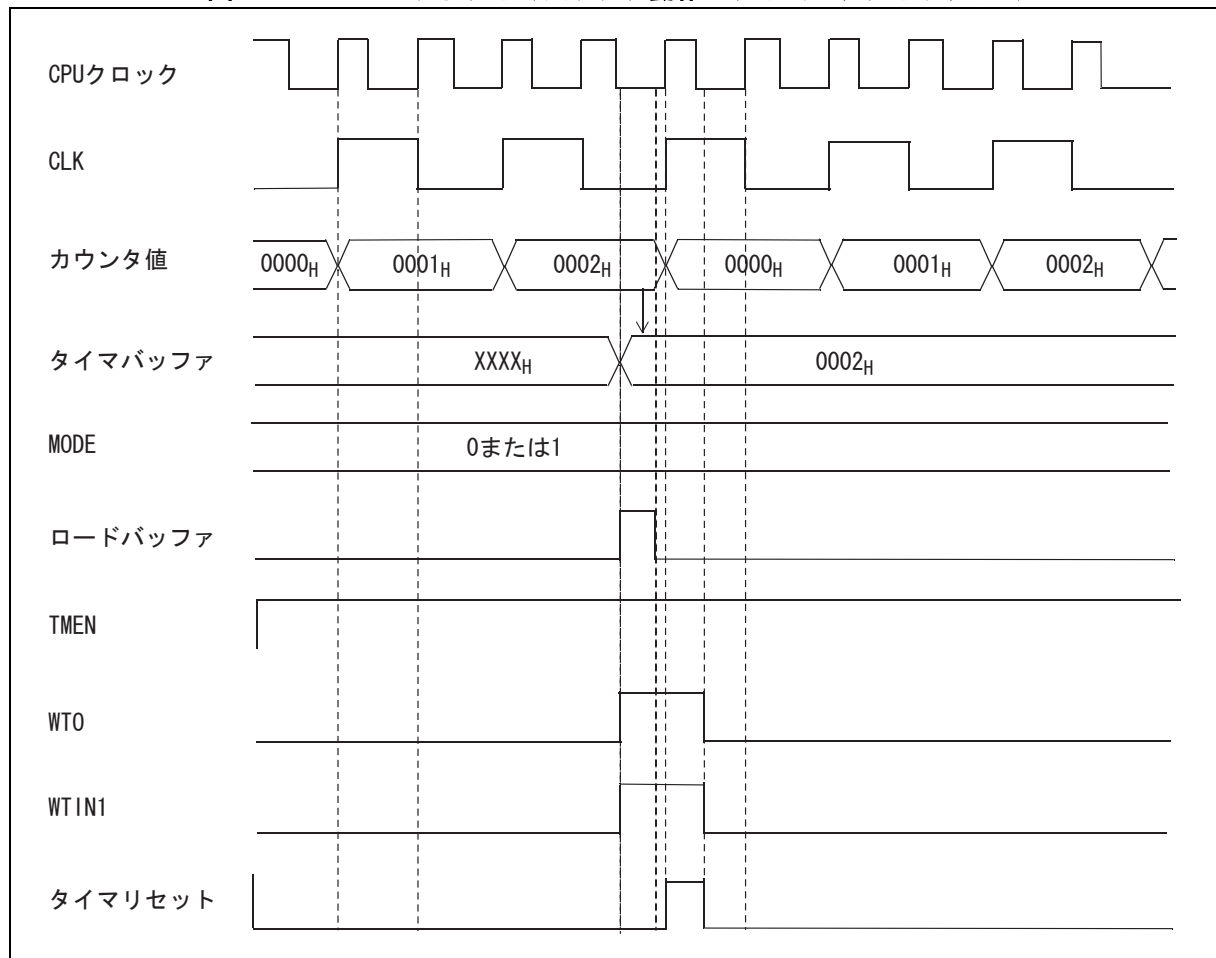 CPUクロック
CLK
カウンタ値 0000H 0001H 0002H 0000H 0001H 0002H
タイマバッファ XXXXH 0002H
MODE 0または1
ロードバッファ
TMEN
WTO
WTIN1
タイマリセット